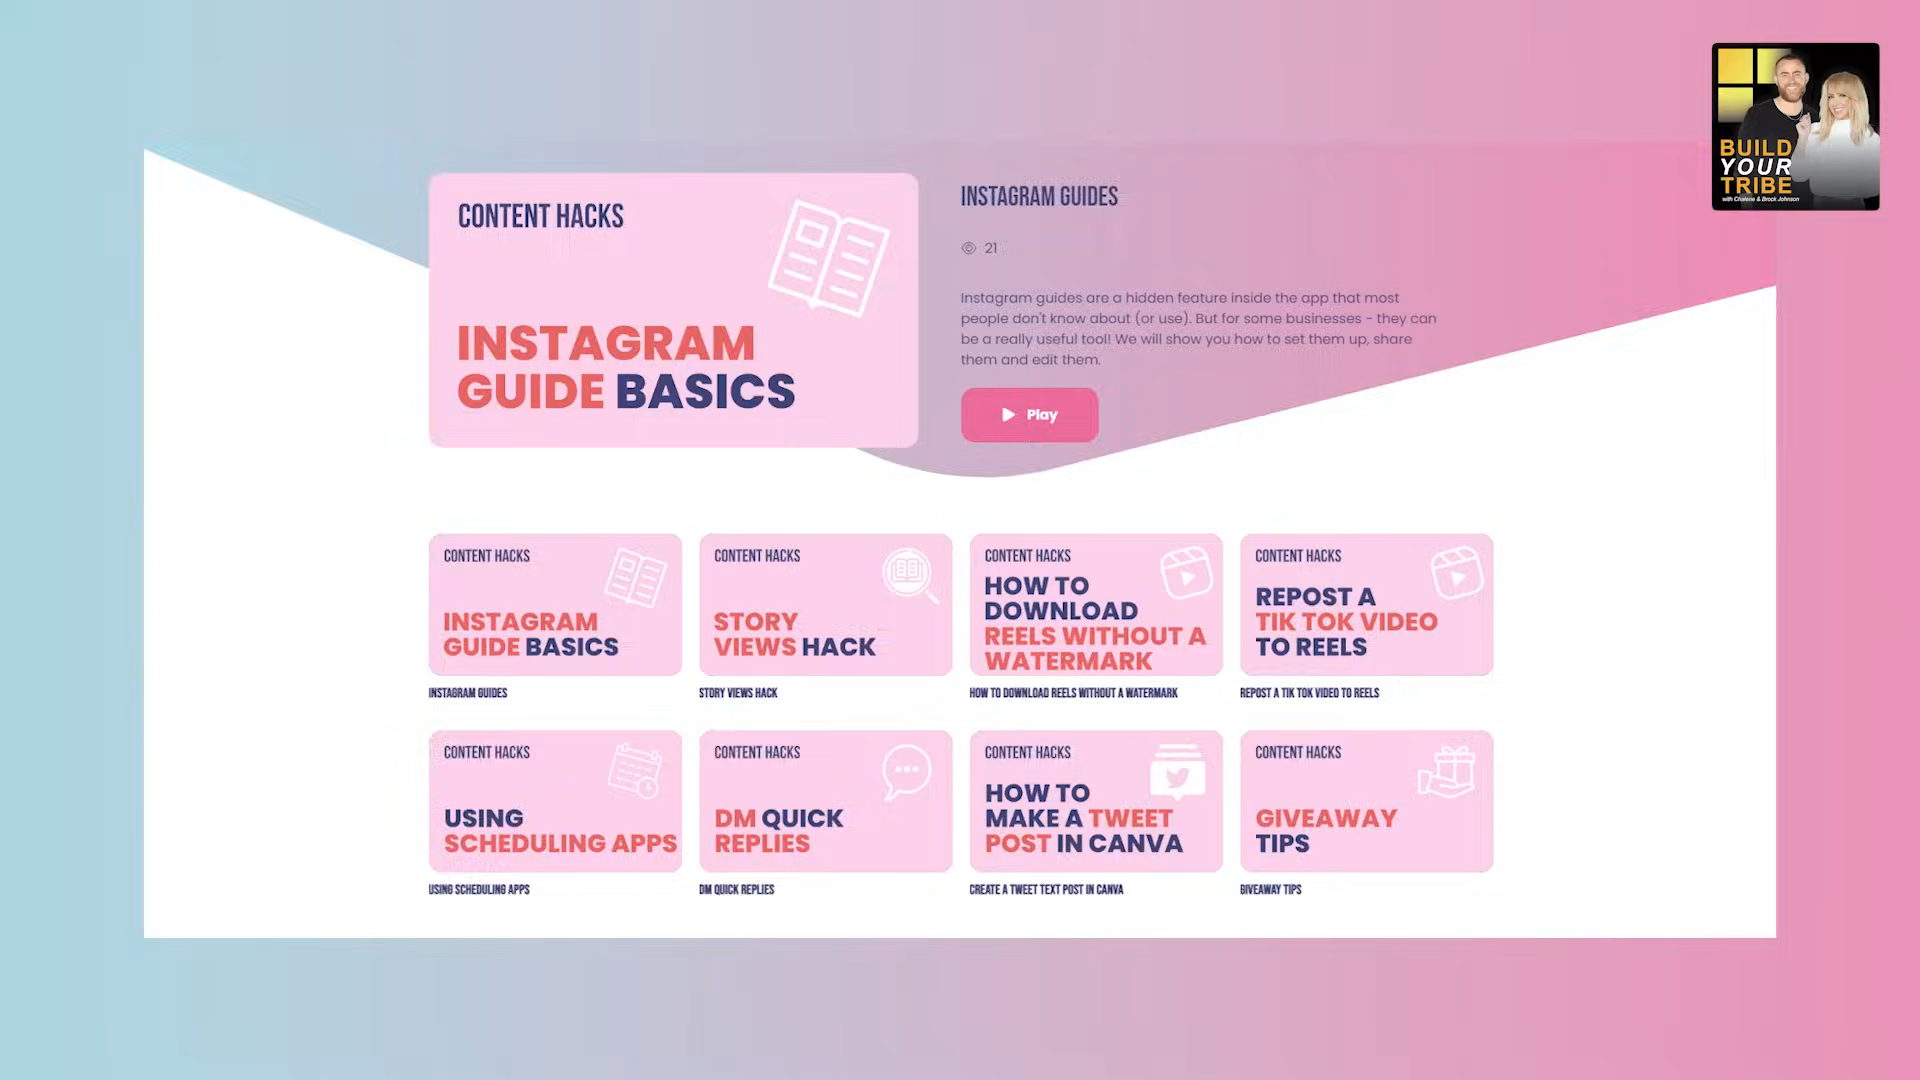 BUILD
YOUR
TRIBE
with Chalene & Brock Johnson
CONTENT HACKS
INSTAGRAM
GUIDE BASICS
INSTAGRAM GUIDES
21
Instagram guides are a hidden feature inside the app that most
people don't know about (or use). But for some businesses - they can
be a really useful tool! We will show you how to set them up, share
them and edit them.
Play
CONTENT HACKS
INSTAGRAM
GUIDE BASICS
INSTAGRAM GUIDES
CONTENT HACKS
STORY
VIEWS HACK
STORY VIEWS HACK
CONTENT HACKS
HOW TO
DOWNLOAD
REELS WITHOUT A
WATERMARK
HOW TO DOWNLOAD REELS WITHOUT A WATERMARK
CONTENT HACKS
REPOST A
TIK TOK VIDEO
TO REELS
REPOST A TIK TOK VIDEO TO REELS
CONTENT HACKS
USING
SCHEDULING APPS
USING SCHEDULING APPS
CONTENT HACKS
DM QUICK
REPLIES
DM QUICK REPLIES
CONTENT HACKS
HOW TO
MAKE A TWEET
POST IN CANVA
CREATE A TWEET TEXT POST IN CANVA
CONTENT HACKS
GIVEAWAY
TIPS
GIVEAWAY TIPS